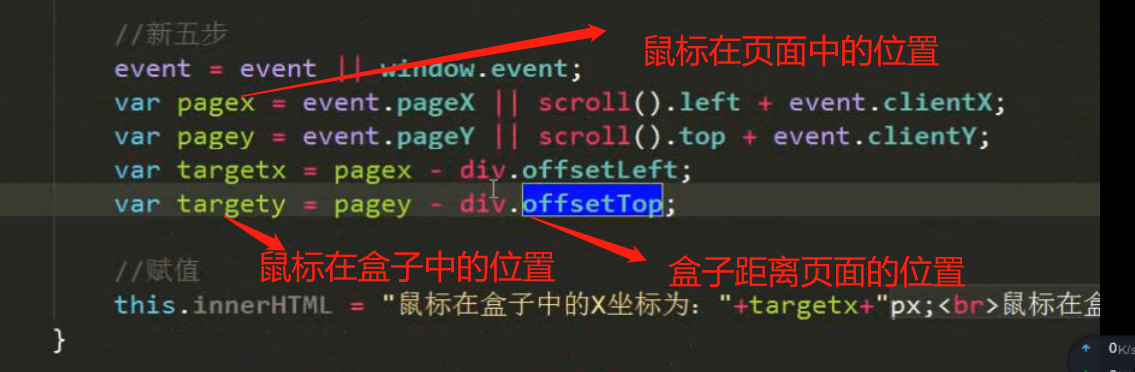 //新五步
鼠标在页面中的位置
event = event || window.event;
var pagex = event.pageX || scroll().left + event.clientX;
var pagey = event.pageY || scroll().top + event.clientY;
var targetx = pagex - div.offsetLeft;
var targety = pagey - div.offsetTop;
鼠标在盒子中的位置
盒子距离页面的位置
//赋值
this.innerHTML = "鼠标在盒子中的X坐标为："+targetx+"px;<br>鼠标在盒
}
0K/s